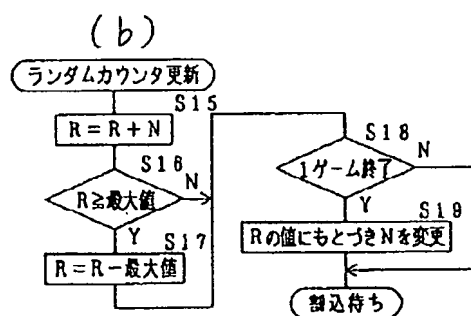 (b)
ランダムカウンタ更新
S15
R=R+N
S16
R≧最大値
N
Y
S17
R=R-最大値
S18
1ゲーム終了
N
Y
S19
Rの値にもとづきNを変更
割込待ち